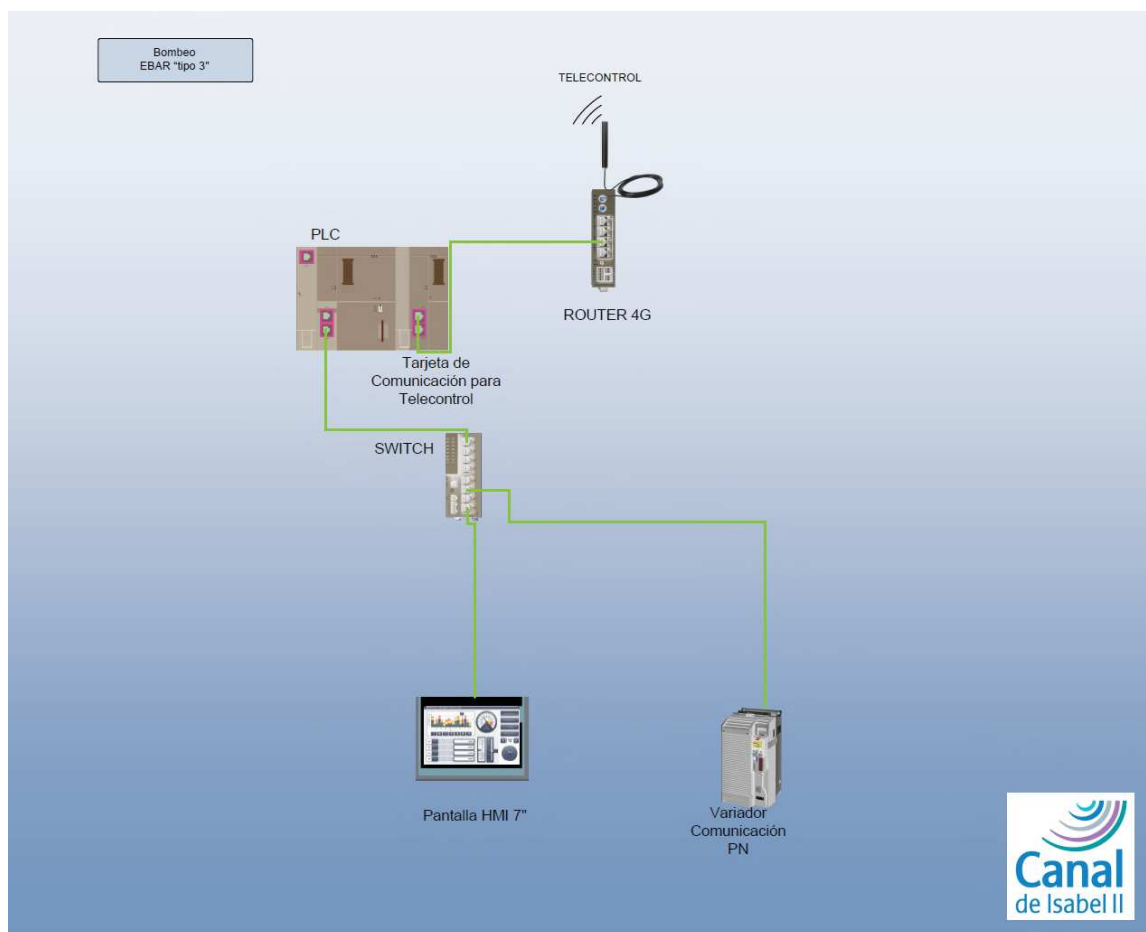 Bombeo
EBAR "tipo 3"
TELECONTROL
PLC
ROUTER 4G
Tarjeta de
Comunicación para
Telecontrol
SWITCH
Pantalla HMI 7"
Variador
Comunicación
PN
Canal
de Isabel II